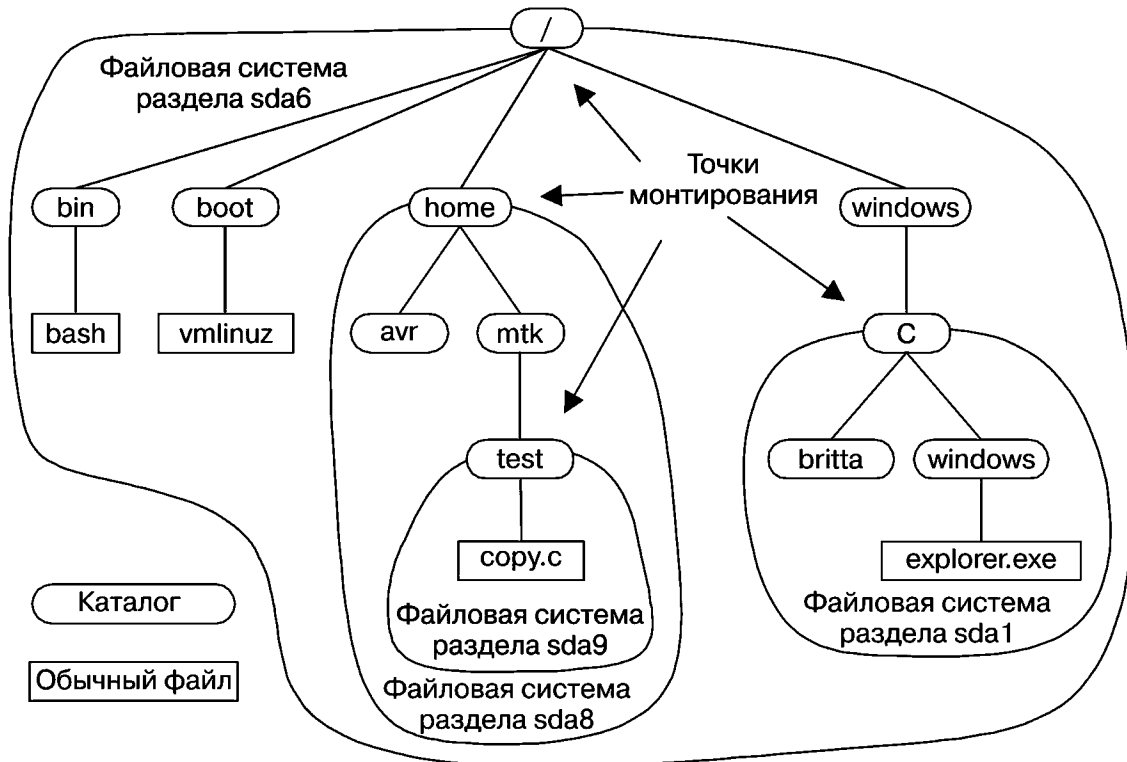 /
Файловая система
раздела sda6
Точки
монтирования
bin
boot
home
windows
bash
vmlinuz
avr
mtk
C
test
britta
windows
copy.c
explorer.exe
Каталог
Файловая система
раздела sda9
Файловая система
раздела sda1
Обычный файл
Файловая система
раздела sda8